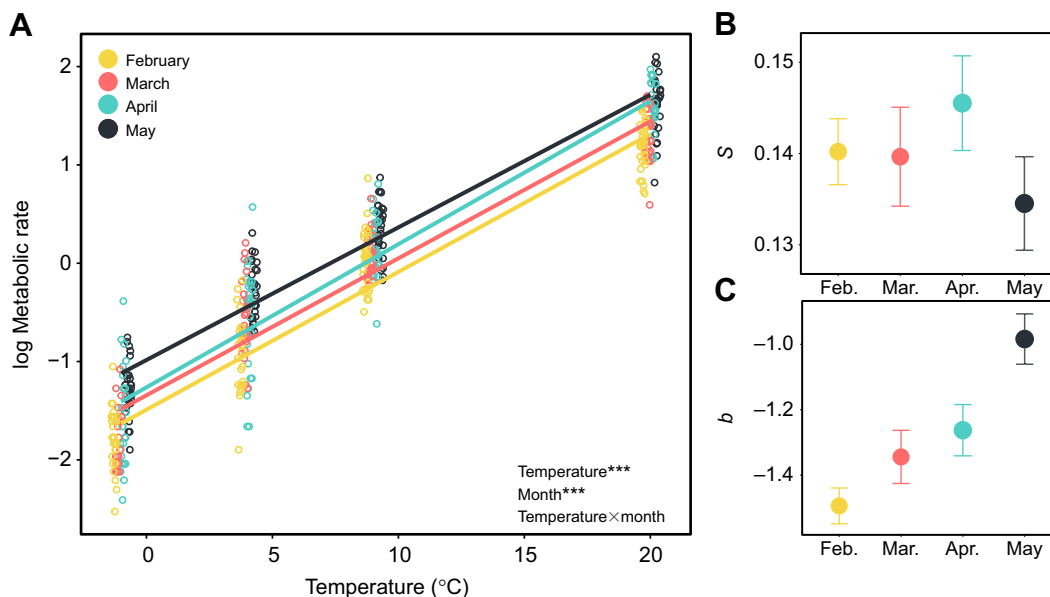 A
February
March
April
May
2
1
0
–1
–2
log Metabolic rate
Temperature***
Month***
Temperature×month
0
5
10
15
20
Temperature (°C)
B
0.15
0.14
0.13
S
Feb.
Mar.
Apr.
May
C
–1.0
–1.2
–1.4
b
Feb.
Mar.
Apr.
May